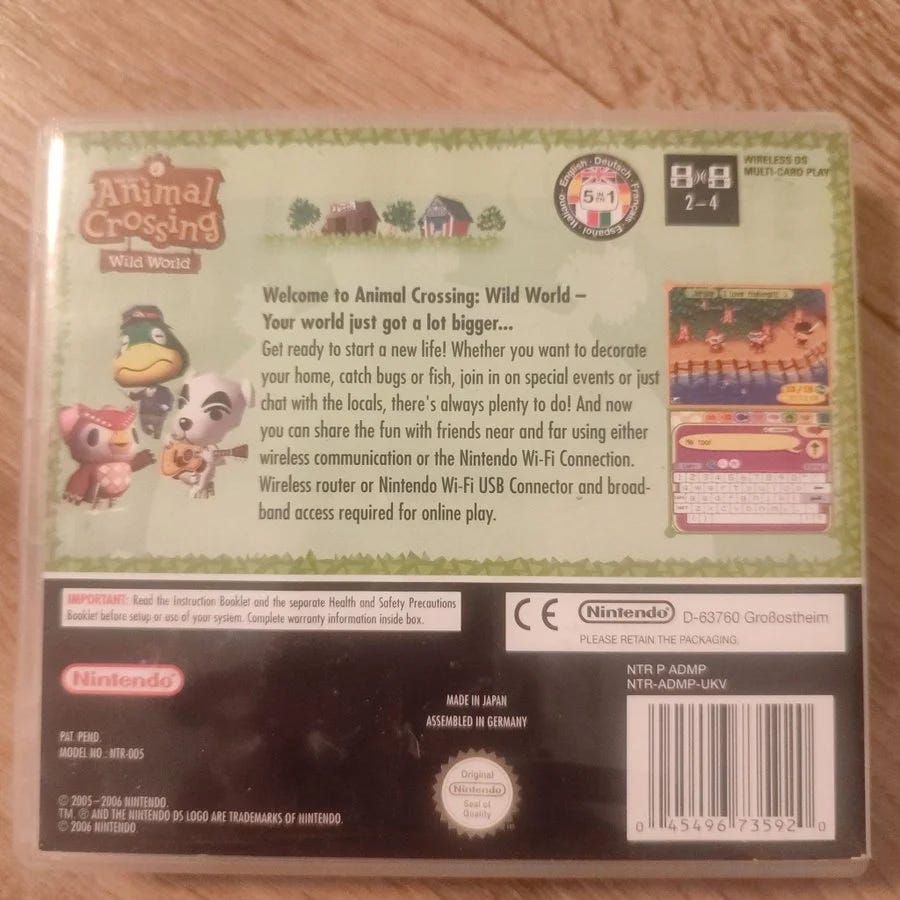 Animal
Crossing
Wild World
English · Deutsch · Français · Español · Italiano
5 IN 1
2–4
WIRELESS DS
MULTI-CARD PLAY
Welcome to Animal Crossing: Wild World –
Your world just got a lot bigger...
Get ready to start a new life! Whether you want to decorate
your home, catch bugs or fish, join in on special events or just
chat with the locals, there's always plenty to do! And now
you can share the fun with friends near and far using either
wireless communication or the Nintendo Wi-Fi Connection.
Wireless router or Nintendo Wi-Fi USB Connector and broad-
band access required for online play.
Me too!
IMPORTANT: Read the Instruction Booklet and the separate Health and Safety Precautions
Booklet before setup or use of your system. Complete warranty information inside box.
CE Nintendo® D-63760 Großostheim
PLEASE RETAIN THE PACKAGING.
Nintendo®
NTR P ADMP
NTR-ADMP-UKV
MADE IN JAPAN
ASSEMBLED IN GERMANY
PAT. PEND.
MODEL NO.: NTR-005
Original
Nintendo
Seal of
Quality
© 2005–2006 NINTENDO.
TM, ® AND THE NINTENDO DS LOGO ARE TRADEMARKS OF NINTENDO.
© 2006 NINTENDO.
0 45496 73592 0